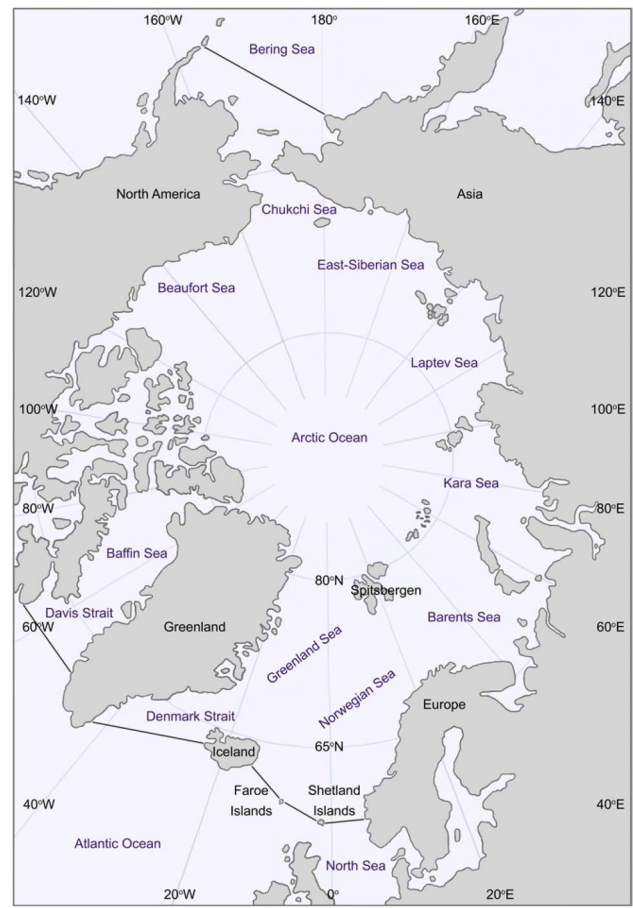 160°W 180° 160°E
Bering Sea
140°W 140°E
North America Asia
Chukchi Sea
East-Siberian Sea
Beaufort Sea
120°W 120°E
Laptev Sea
100°W 100°E
Arctic Ocean
Kara Sea
80°W 80°E
Baffin Sea
80°N
Spitsbergen
Davis Strait
Barents Sea
60°W Greenland 60°E
Greenland Sea
Norwegian Sea
Europe
Denmark Strait
Iceland 65°N
Faroe Shetland
Islands Islands
40°W 40°E
Atlantic Ocean
North Sea
20°W 0° 20°E